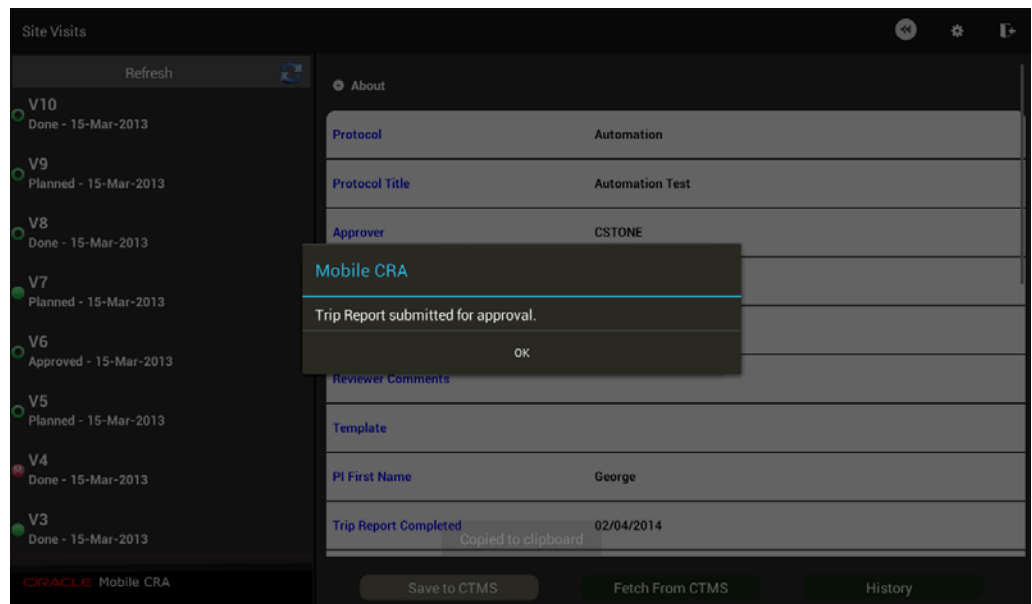 Site Visits
Refresh
V10
Done - 15-Mar-2013
V9
Planned - 15-Mar-2013
V8
Done - 15-Mar-2013
V7
Planned - 15-Mar-2013
V6
Approved - 15-Mar-2013
V5
Planned - 15-Mar-2013
V4
Done - 15-Mar-2013
V3
Done - 15-Mar-2013
ORACLE Mobile CRA
About
Protocol Automation
Protocol Title Automation Test
Approver CSTONE
Mobile CRA
Trip Report submitted for approval.
OK
Reviewer Comments
Template
PI First Name George
Trip Report Completed 02/04/2014
Copied to clipboard
Save to CTMS Fetch From CTMS History